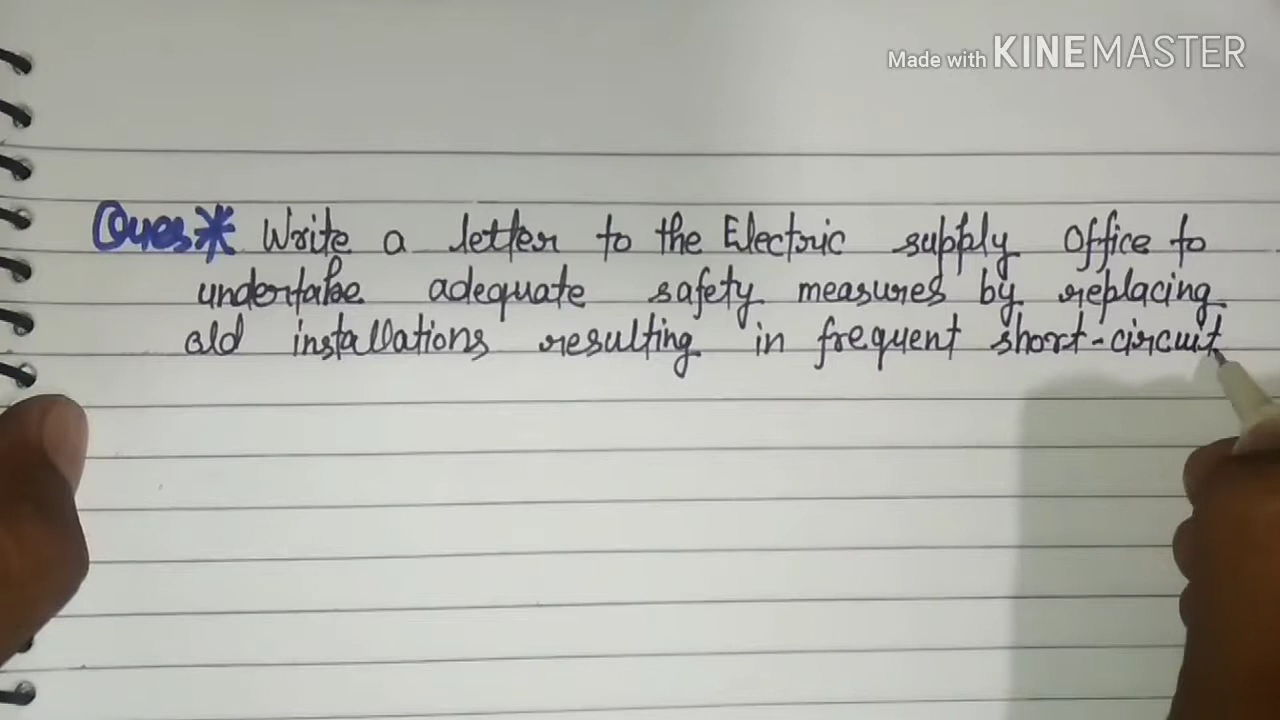 Made with KINEMASTER
Ques* Write a letter to the Electric supply Office to
undertake adequate safety measures by replacing
old installations resulting in frequent short-circuit